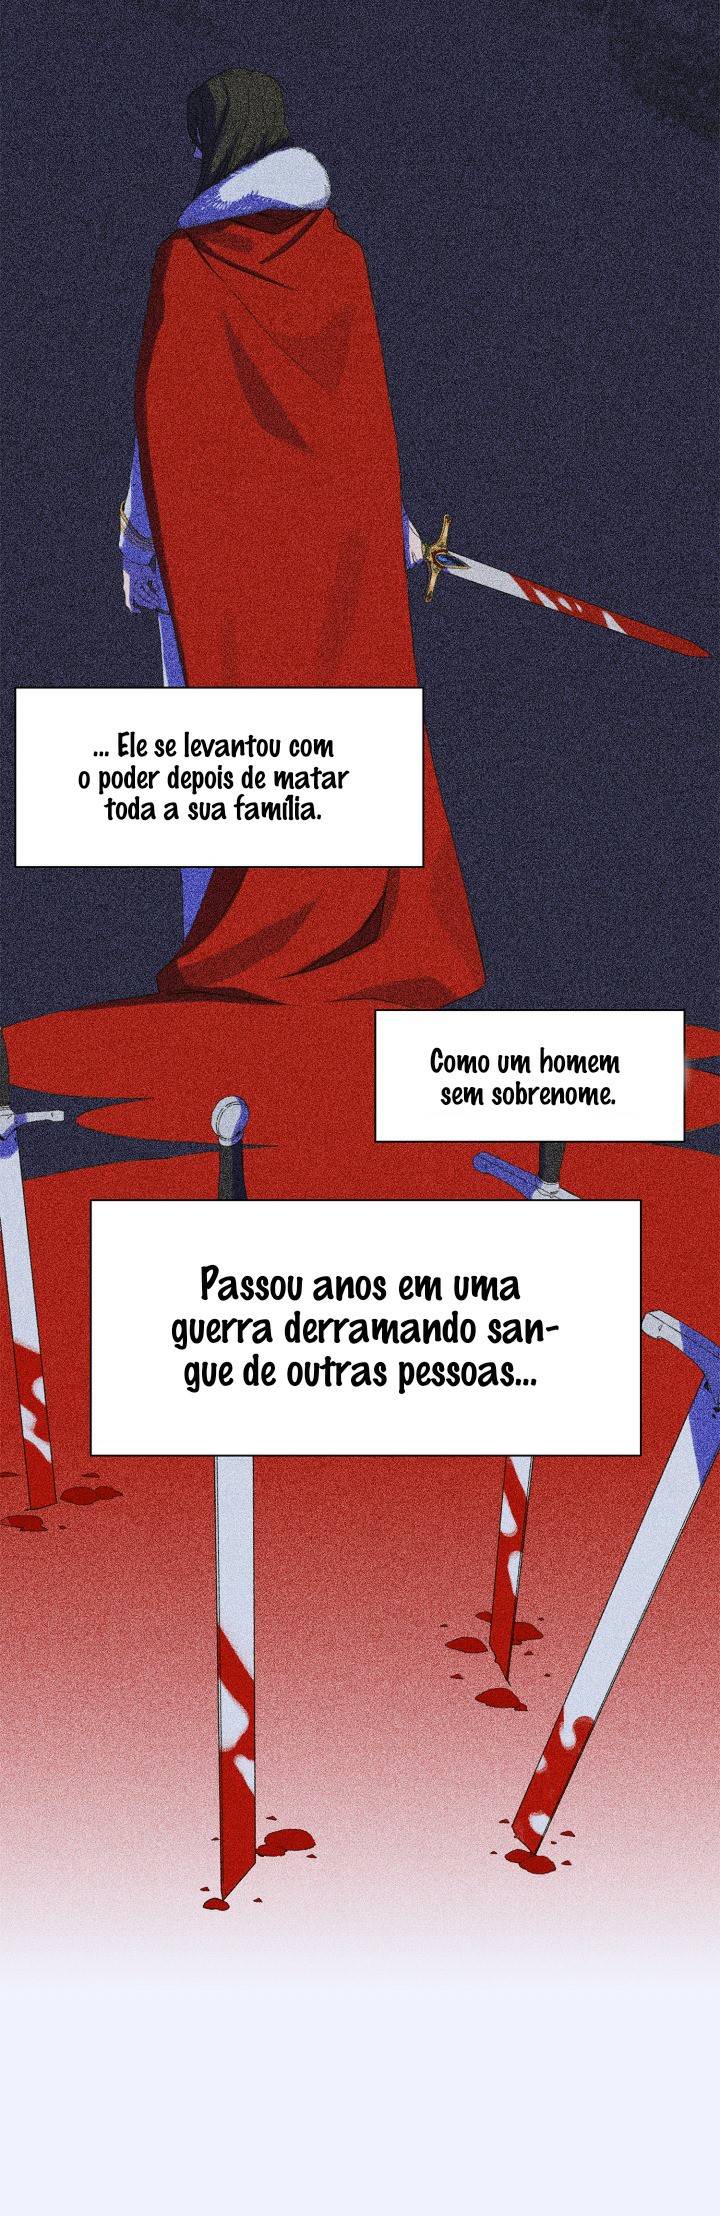 ... Ele se levantou com
o poder depois de matar
toda a sua família.
Como um homem
sem sobrenome.
Passou anos em uma
guerra derramando san-
gue de outras pessoas...